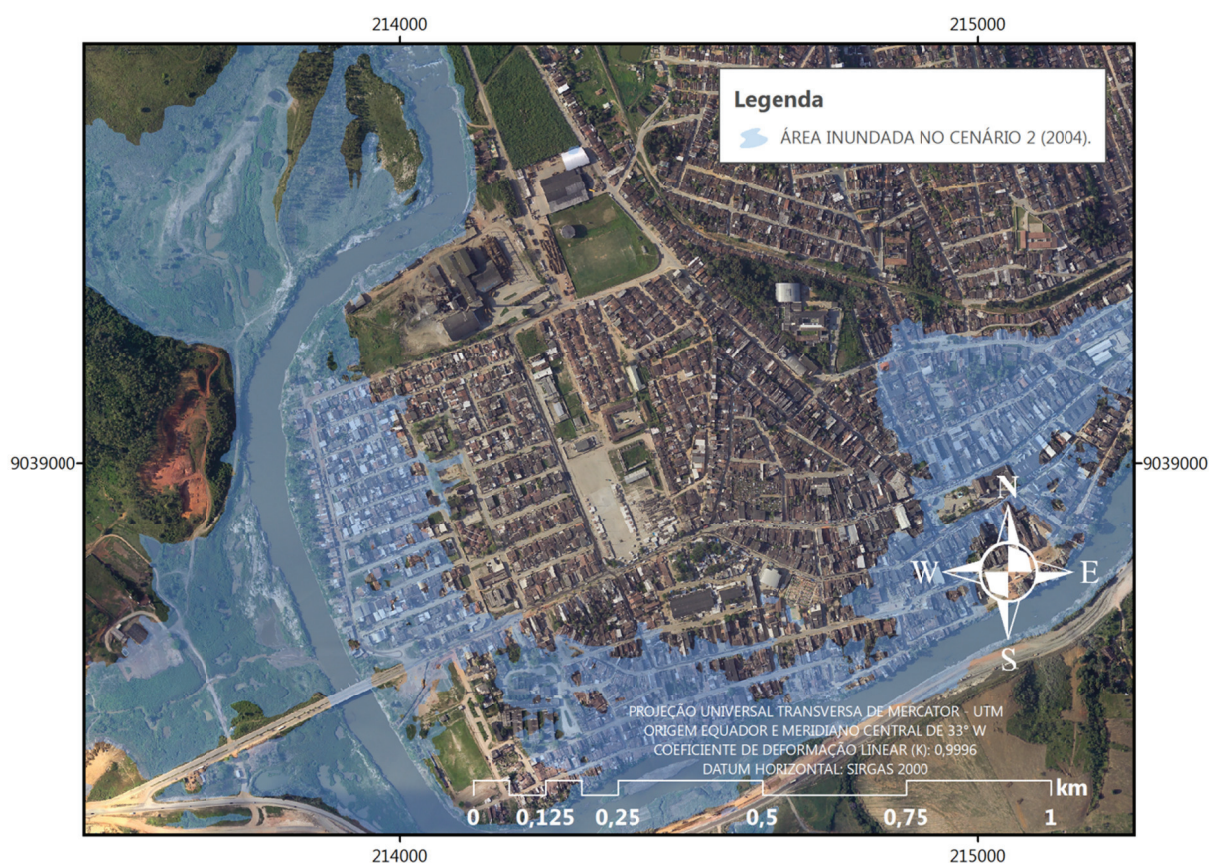 214000
215000
Legenda
ÁREA INUNDADA NO CENÁRIO 2 (2004).
9039000
9039000
N
W
E
S
PROJEÇÃO UNIVERSAL TRANSVERSA DE MERCATOR - UTM
ORIGEM EQUADOR E MERIDIANO CENTRAL DE 33° W
COEFICIENTE DE DEFORMAÇÃO LÍNEAR (K): 0,9996
DATUM HORIZONTAL: SIRGAS 2000
km
0
0,125
0,25
0,5
0,75
1
214000
215000